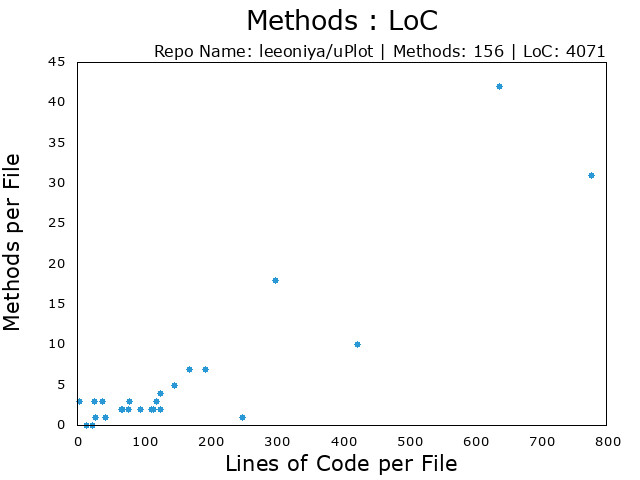 Methods : LoC
Repo Name: leeoniya/uPlot | Methods: 156 | LoC: 4071
45
40
35
30
25
20
15
10
5
0
Methods per File
0 100 200 300 400 500 600 700 800
Lines of Code per File